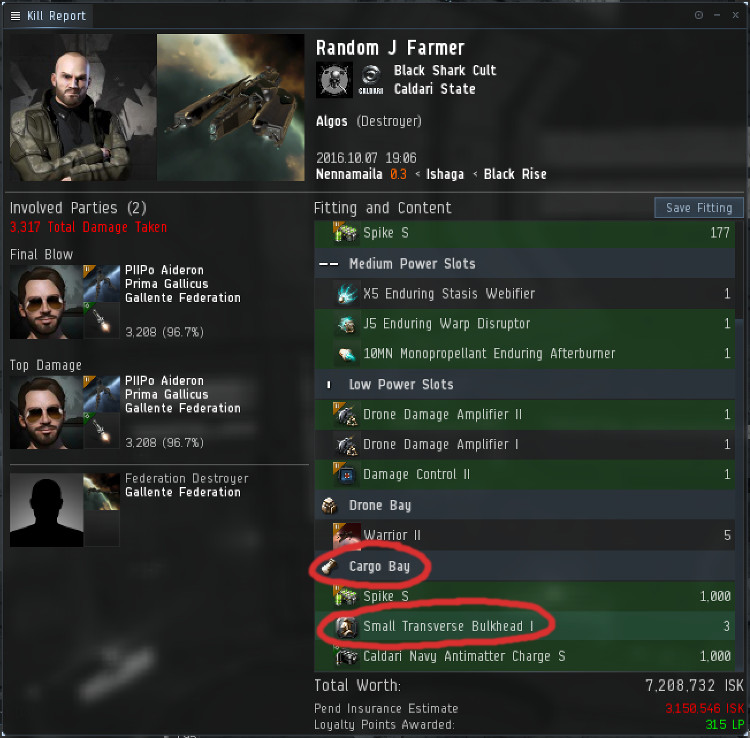 Kill Report
Random J Farmer
CALDARI
Black Shark Cult
Caldari State
Algos (Destroyer)
2016.10.07 19:06
Nennamaila 0.3 < Ishaga < Black Rise
Involved Parties (2)
3,317 Total Damage Taken
Final Blow
PIIPo Aideron
Prima Gallicus
Gallente Federation
3,208 (96.7%)
Top Damage
PIIPo Aideron
Prima Gallicus
Gallente Federation
3,208 (96.7%)
Federation Destroyer
Gallente Federation
Fitting and Content
Save Fitting
Spike S 177
Medium Power Slots
X5 Enduring Stasis Webifier 1
J5 Enduring Warp Disruptor 1
10MN Monopropellant Enduring Afterburner 1
Low Power Slots
Drone Damage Amplifier II 1
Drone Damage Amplifier I 1
Damage Control II 1
Drone Bay
Warrior II 5
Cargo Bay
Spike S 1,000
Small Transverse Bulkhead I 3
Caldari Navy Antimatter Charge S 1,000
Total Worth: 7,208,732 ISK
Pend Insurance Estimate 3,150,546 ISK
Loyalty Points Awarded: 315 LP